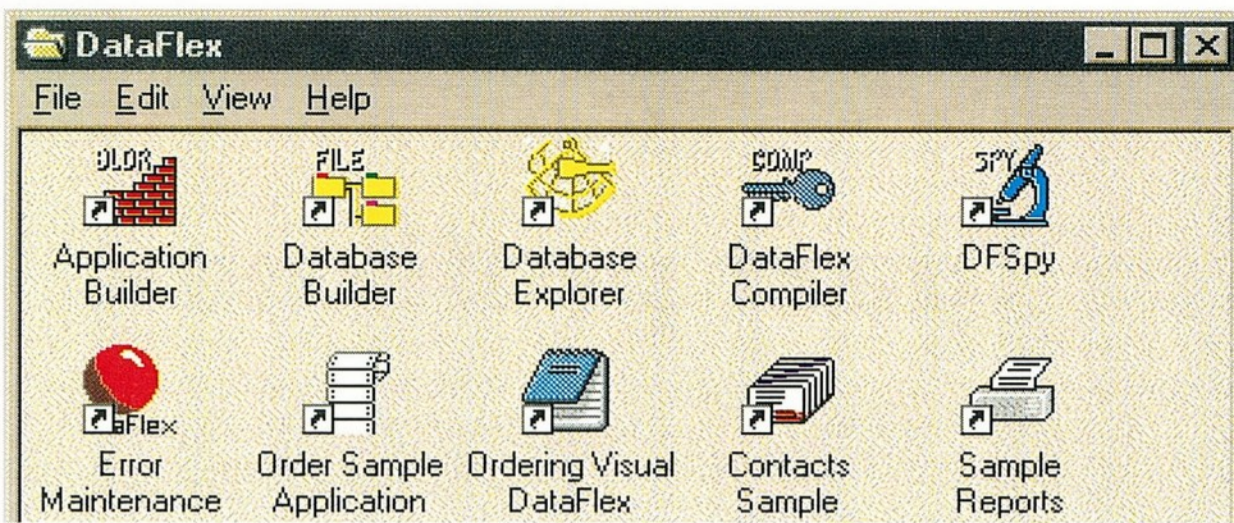 DataFlex
File Edit View Help
BLDR FILE COMP SPY
Application Database Database DataFlex DFSpy
Builder Builder Explorer Compiler
aFlex
Error Order Sample Ordering Visual Contacts Sample
Maintenance Application DataFlex Sample Reports